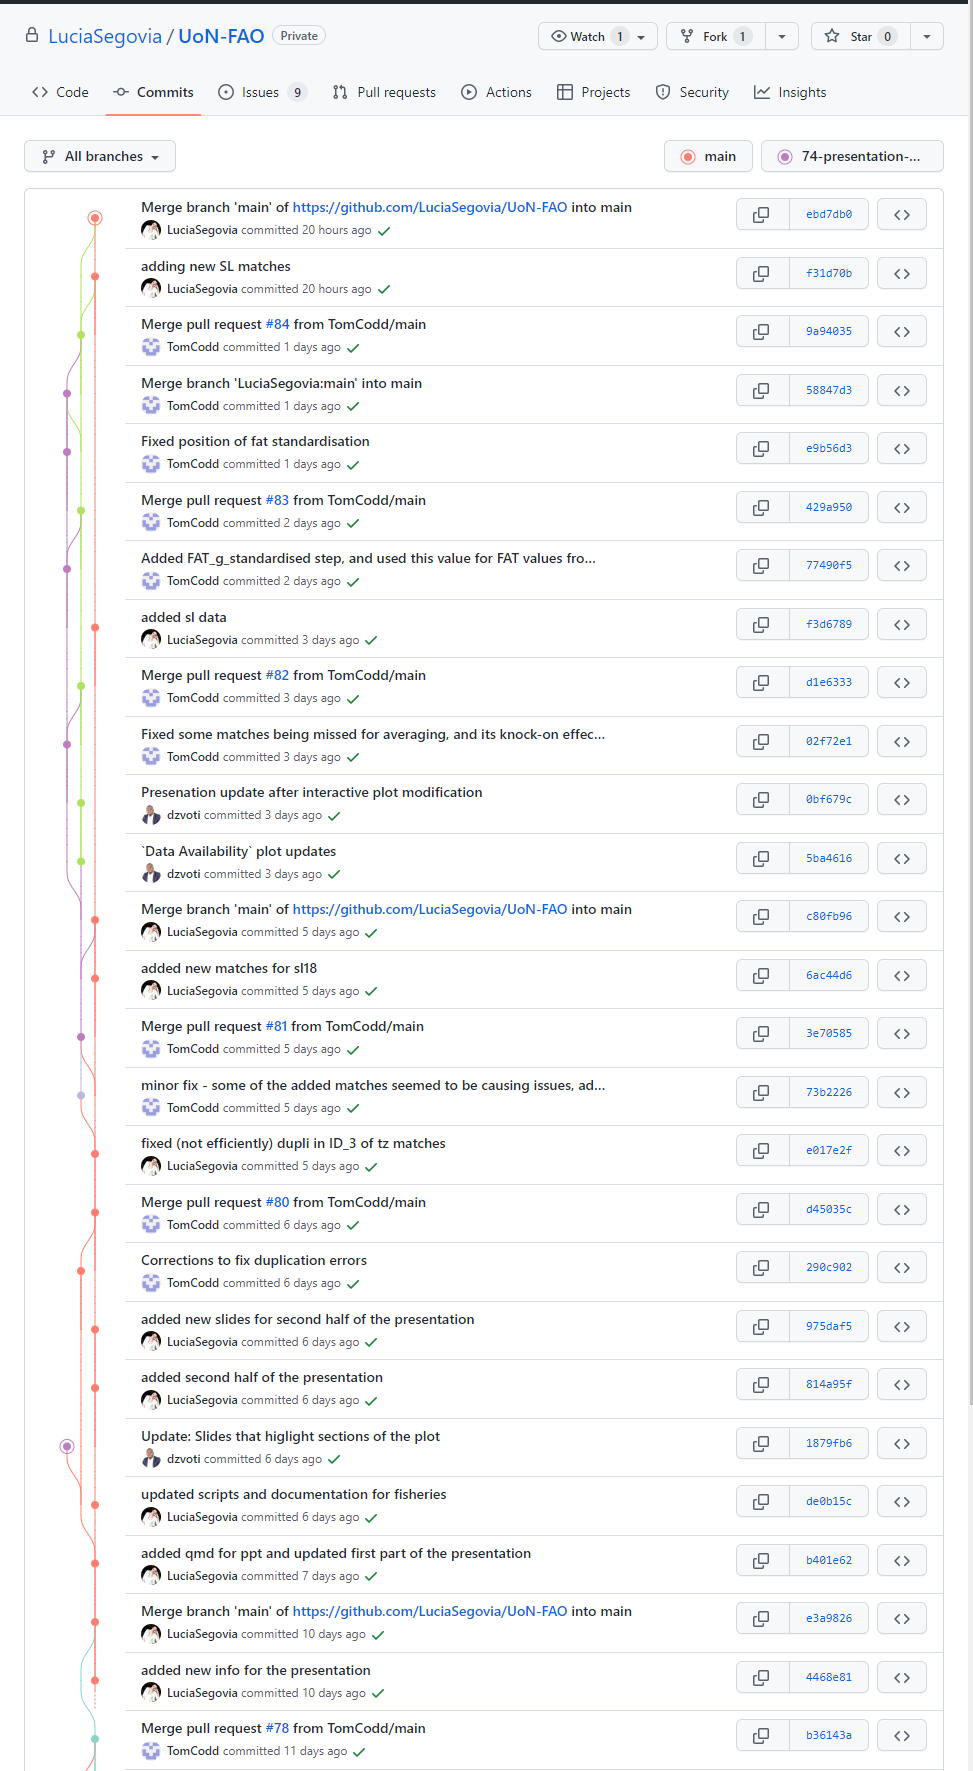 LuciaSegovia / UoN-FAO Private
Watch 1 Fork 1 Star 0
Code Commits Issues 9 Pull requests Actions Projects Security Insights
All branches main 74-presentation-...
Merge branch 'main' of https://github.com/LuciaSegovia/UoN-FAO into main
LuciaSegovia committed 20 hours ago
ebd7db0
adding new SL matches
LuciaSegovia committed 20 hours ago
f31d70b
Merge pull request #84 from TomCodd/main
TomCodd committed 1 days ago
9a94035
Merge branch 'LuciaSegovia:main' into main
TomCodd committed 1 days ago
58847d3
Fixed position of fat standardisation
TomCodd committed 1 days ago
e9b56d3
Merge pull request #83 from TomCodd/main
TomCodd committed 2 days ago
429a950
Added FAT_g_standardised step, and used this value for FAT values fro...
TomCodd committed 2 days ago
77490f5
added sl data
LuciaSegovia committed 3 days ago
f3d6789
Merge pull request #82 from TomCodd/main
TomCodd committed 3 days ago
d1e6333
Fixed some matches being missed for averaging, and its knock-on effec...
TomCodd committed 3 days ago
02f72e1
Presenation update after interactive plot modification
dzvoti committed 3 days ago
0bf679c
`Data Availability` plot updates
dzvoti committed 3 days ago
5ba4616
Merge branch 'main' of https://github.com/LuciaSegovia/UoN-FAO into main
LuciaSegovia committed 5 days ago
c80fb96
added new matches for sl18
LuciaSegovia committed 5 days ago
6ac44d6
Merge pull request #81 from TomCodd/main
TomCodd committed 5 days ago
3e70585
minor fix - some of the added matches seemed to be causing issues, ad...
TomCodd committed 5 days ago
73b2226
fixed (not efficiently) dupli in ID_3 of tz matches
LuciaSegovia committed 5 days ago
e017e2f
Merge pull request #80 from TomCodd/main
TomCodd committed 6 days ago
d45035c
Corrections to fix duplication errors
TomCodd committed 6 days ago
290c902
added new slides for second half of the presentation
LuciaSegovia committed 6 days ago
975daf5
added second half of the presentation
LuciaSegovia committed 6 days ago
814a95f
Update: Slides that higlight sections of the plot
dzvoti committed 6 days ago
1879fb6
updated scripts and documentation for fisheries
LuciaSegovia committed 6 days ago
de0b15c
added qmd for ppt and updated first part of the presentation
LuciaSegovia committed 7 days ago
b401e62
Merge branch 'main' of https://github.com/LuciaSegovia/UoN-FAO into main
LuciaSegovia committed 10 days ago
e3a9826
added new info for the presentation
LuciaSegovia committed 10 days ago
4468e81
Merge pull request #78 from TomCodd/main
TomCodd committed 11 days ago
b36143a